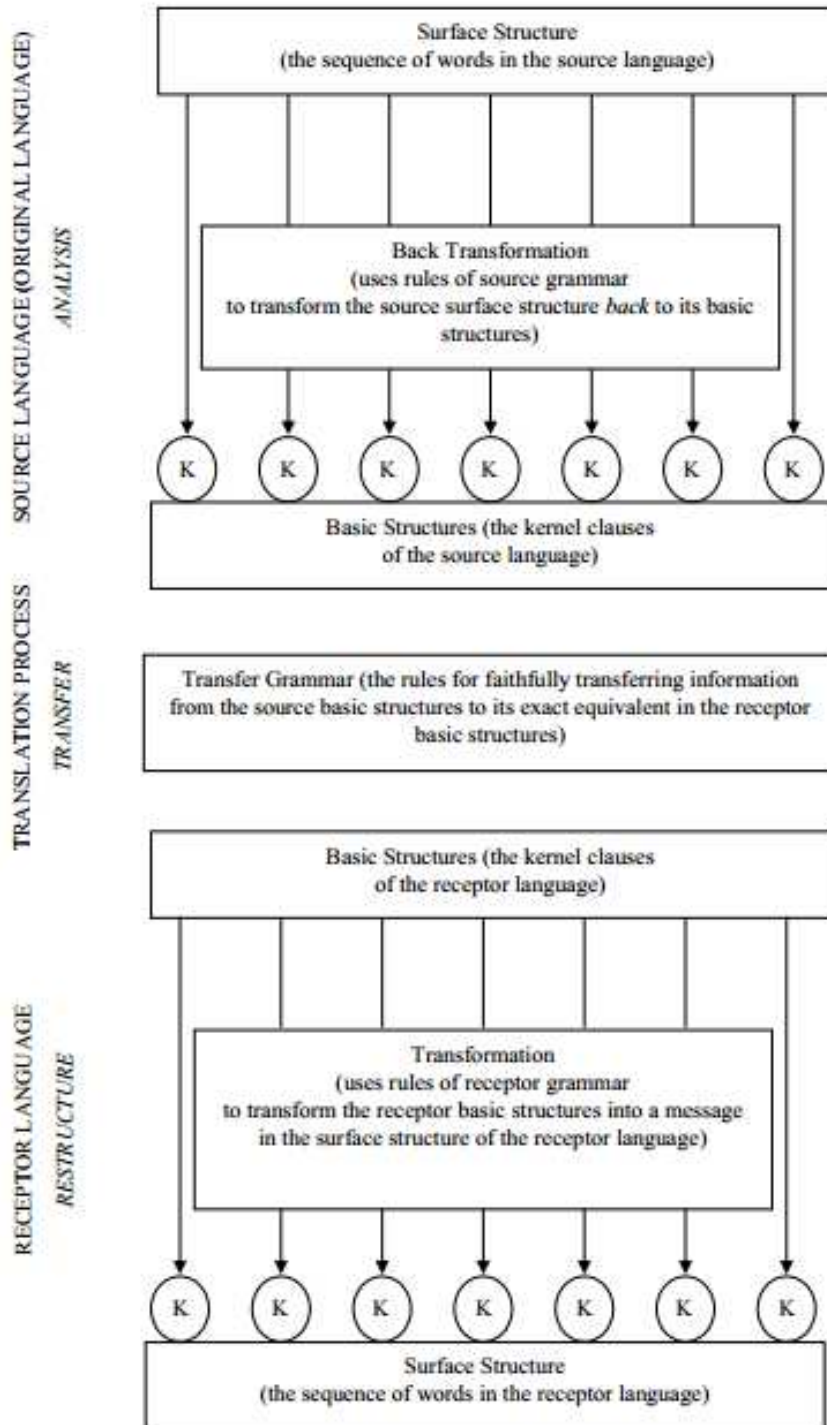 Surface Structure
(the sequence of words in the source language)
SOURCE LANGUAGE (ORIGINAL LANGUAGE)
ANALYSIS
Back Transformation
(uses rules of source grammar
to transform the source surface structure back to its basic
structures)
K K K K K K K
Basic Structures (the kernel clauses
of the source language)
TRANSLATION PROCESS
TRANSFER
Transfer Grammar (the rules for faithfully transferring information
from the source basic structures to its exact equivalent in the receptor
basic structures)
Basic Structures (the kernel clauses
of the receptor language)
RECEPTOR LANGUAGE
RESTRUCTURE
Transformation
(uses rules of receptor grammar
to transform the receptor basic structures into a message
in the surface structure of the receptor language)
K K K K K K K
Surface Structure
(the sequence of words in the receptor language)